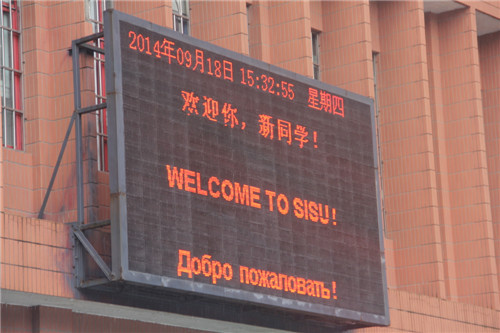 2014年09月18日 15:32:55 星期四
欢迎你，新同学！
WELCOME TO SISU!
Добро пожаловать!